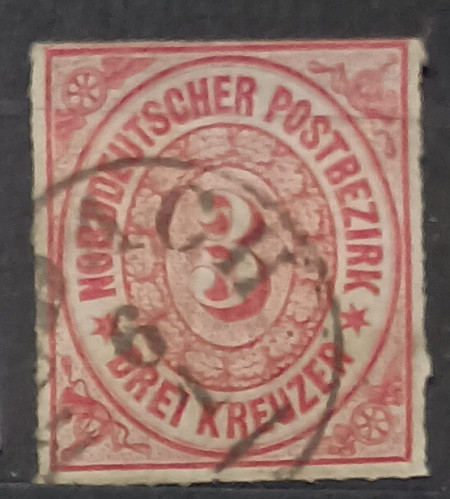 NORDDEUTSCHER POSTBEZIRK
3
DREI KREUZER